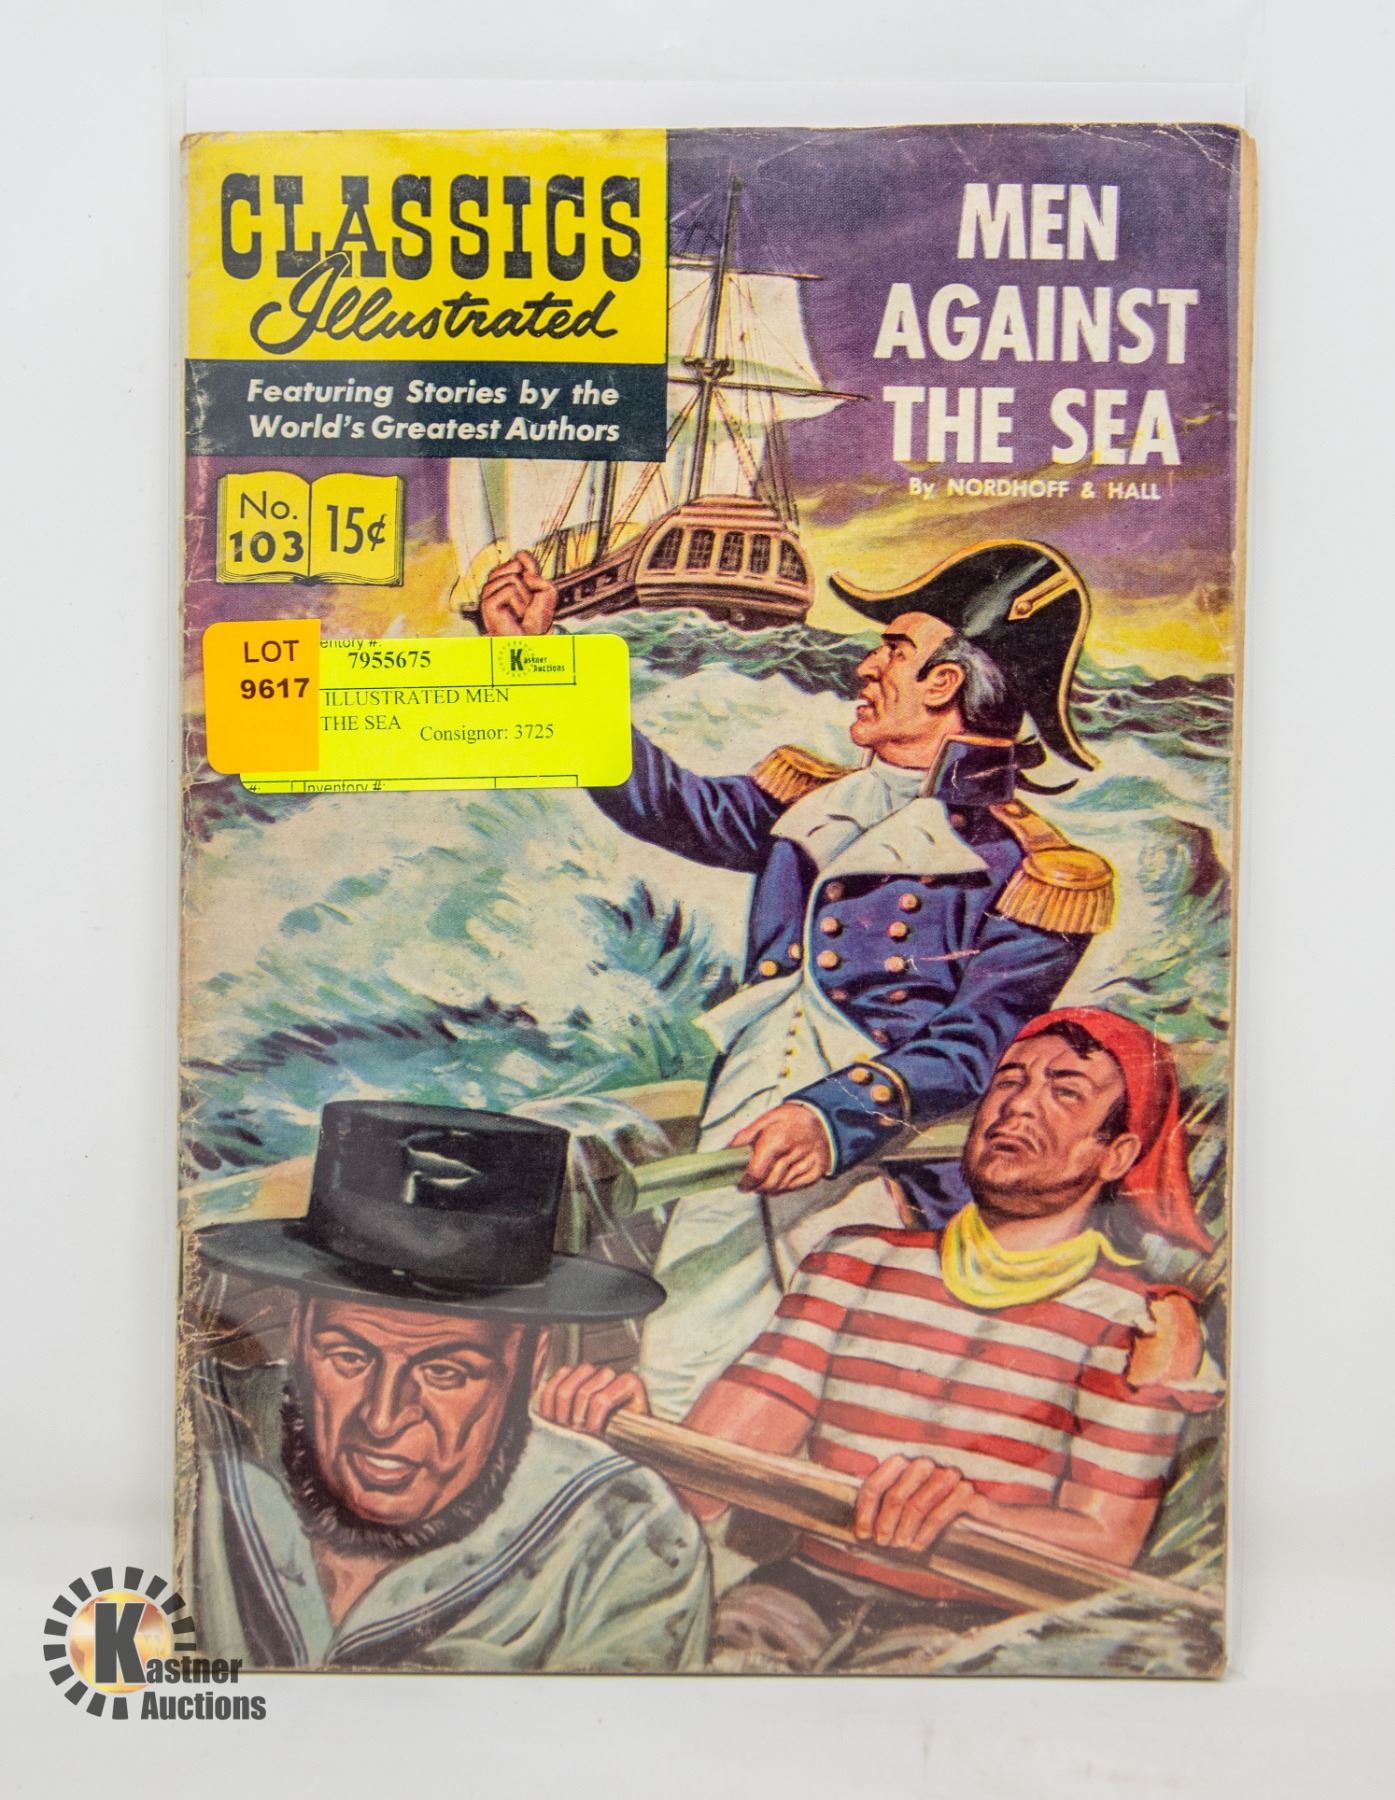 CLASSICS
Illustrated
Featuring Stories by the
World's Greatest Authors
No.
103
15¢
MEN
AGAINST
THE SEA
By NORDHOFF & HALL
LOT
9617
entory #:
7955675
Kastner
Auctions
ILLUSTRATED MEN
THE SEA
Consignor: 3725
#:
Inventory #:
Kastner
Auctions